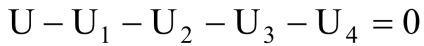 U − U₁ − U₂ − U₃ − U₄ = 0